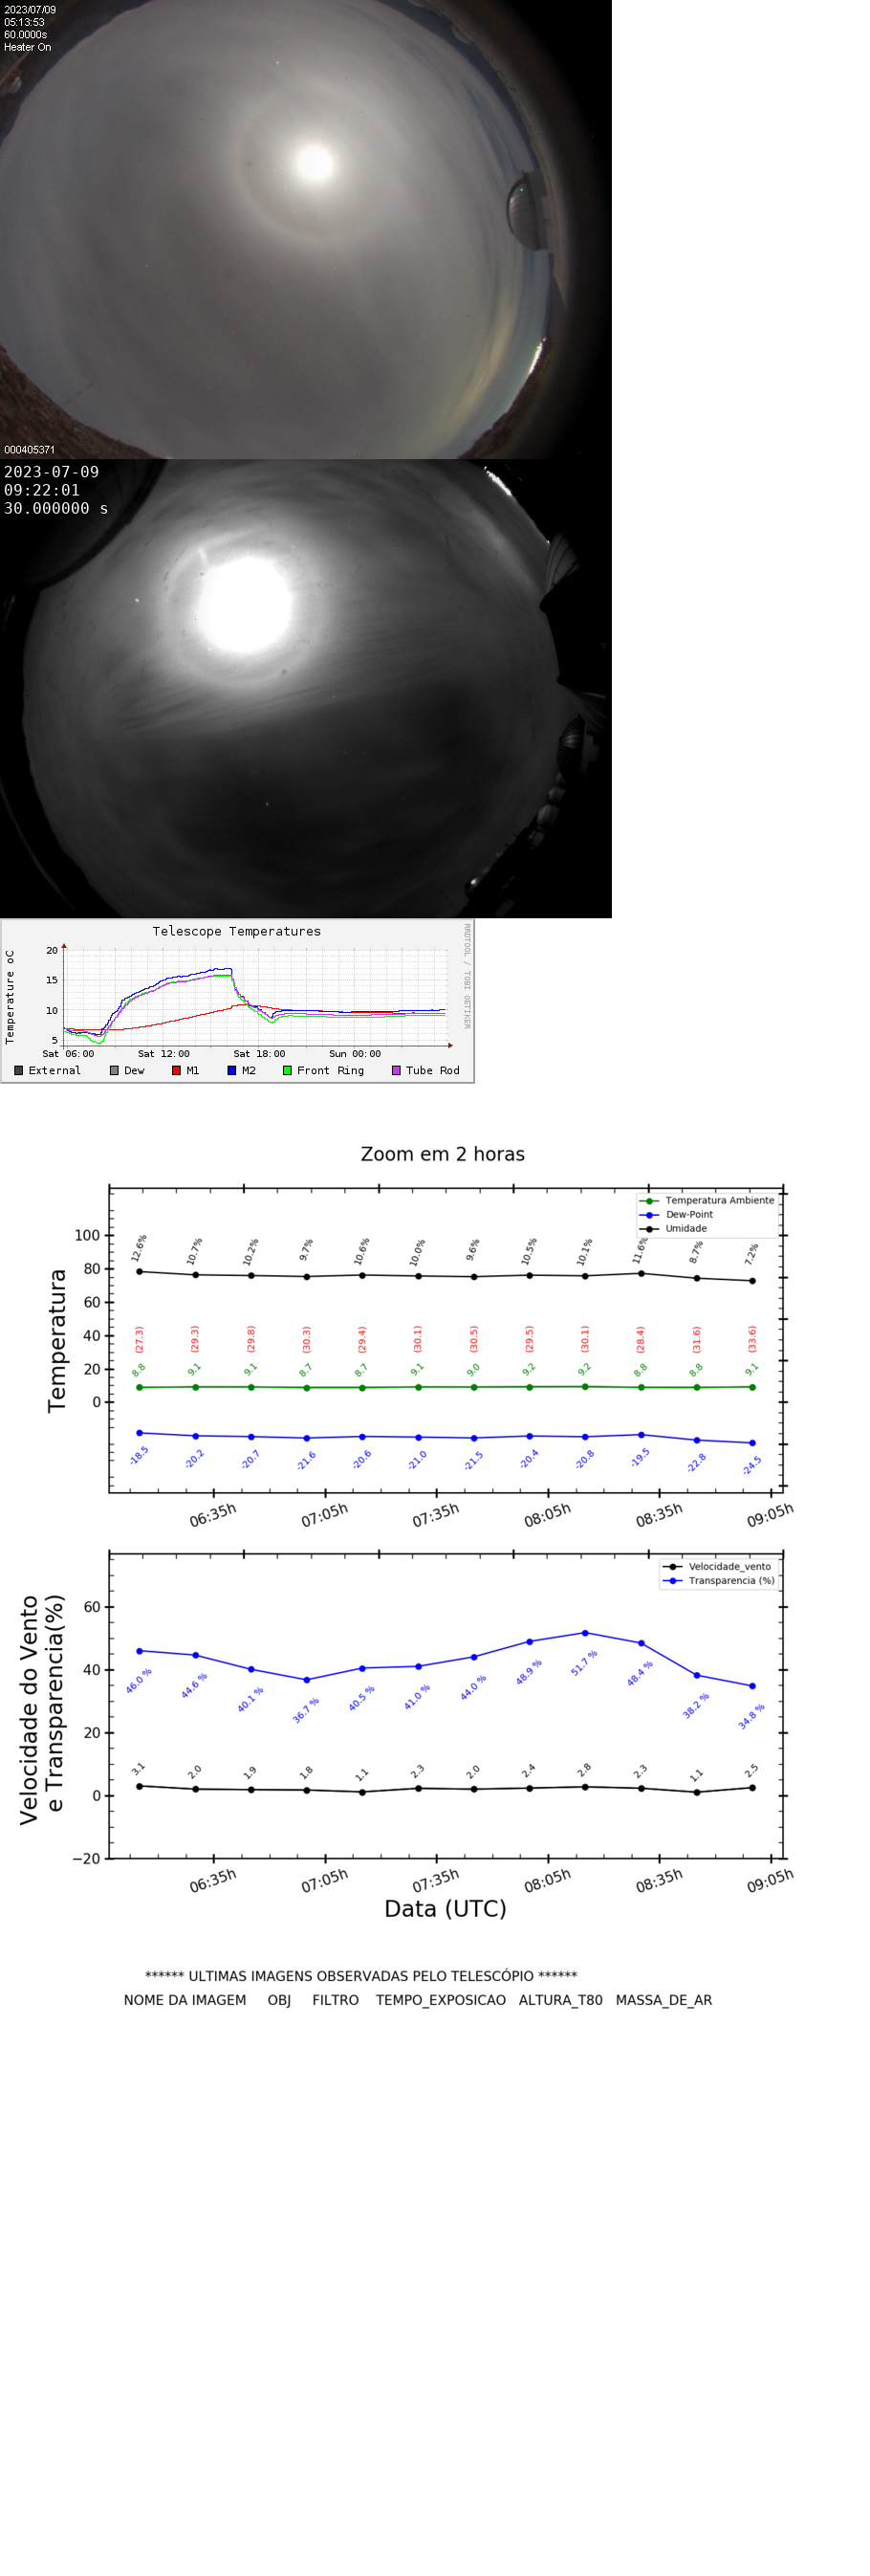 2023/07/09
05:13:53
60.0000s
Heater On
000405371
2023-07-09
09:22:01
30.000000 s
Telescope Temperatures
RRDTOOL / TOBI OETIKER
Temperature oC
20
15
10
5
Sat 06:00 Sat 12:00 Sat 18:00 Sun 00:00
External Dew M1 M2 Front Ring Tube Rod
Zoom em 2 horas
Temperatura
100
80
60
40
20
0
Temperatura Ambiente
Dew-Point
Umidade
12.6% 10.7% 10.2% 9.7% 10.6% 10.0% 9.6% 10.5% 10.1% 11.6% 8.7% 7.2%
(27.3) (29.3) (29.8) (30.3) (29.4) (30.1) (30.5) (29.5) (30.1) (28.4) (31.6) (33.6)
8.8 9.1 9.1 8.7 8.7 9.1 9.0 9.2 9.2 8.8 8.8 9.1
-18.5 -20.2 -20.7 -21.6 -20.6 -21.0 -21.5 -20.4 -20.8 -19.5 -22.8 -24.5
06:35h 07:05h 07:35h 08:05h 08:35h 09:05h
Velocidade do Vento
e Transparencia(%)
60
40
20
0
−20
Velocidade_vento
Transparencia (%)
46.0 % 44.6 % 40.1 % 36.7 % 40.5 % 41.0 % 44.0 % 48.9 % 51.7 % 48.4 % 38.2 % 34.8 %
3.1 2.0 1.9 1.8 1.1 2.3 2.0 2.4 2.8 2.3 1.1 2.5
06:35h 07:05h 07:35h 08:05h 08:35h 09:05h
Data (UTC)
****** ULTIMAS IMAGENS OBSERVADAS PELO TELESCÓPIO ******
NOME DA IMAGEM OBJ FILTRO TEMPO_EXPOSICAO ALTURA_T80 MASSA_DE_AR